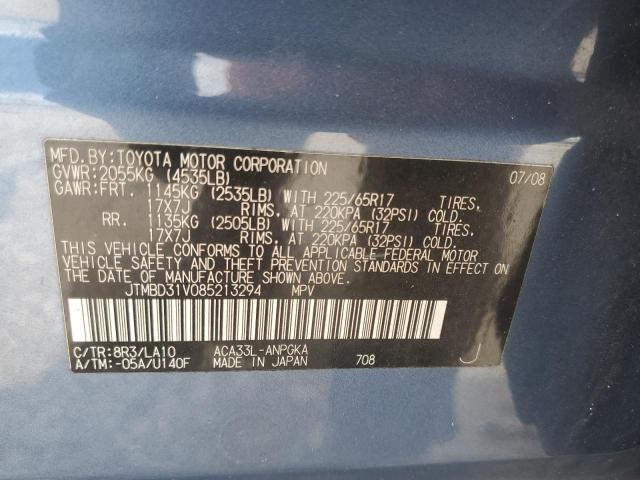 MFD.BY:TOYOTA MOTOR CORPORATION 07/08
GVWR:2055KG (4535LB)
GAWR:FRT. 1145KG (2535LB) WITH 225/65R17 TIRES,
17X7J RIMS, AT 220KPA (32PSI) COLD.
RR. 1135KG (2505LB) WITH 225/65R17 TIRES,
17X7J RIMS, AT 220KPA (32PSI) COLD.
THIS VEHICLE CONFORMS TO ALL APPLICABLE FEDERAL MOTOR
VEHICLE SAFETY AND THEFT PREVENTION STANDARDS IN EFFECT ON
THE DATE OF MANUFACTURE SHOWN ABOVE.
JTMBD31V085213294 MPV
C/TR:8R3/LA10 ACA33L-ANPGKA
A/TM:-05A/U140F MADE IN JAPAN 708 J